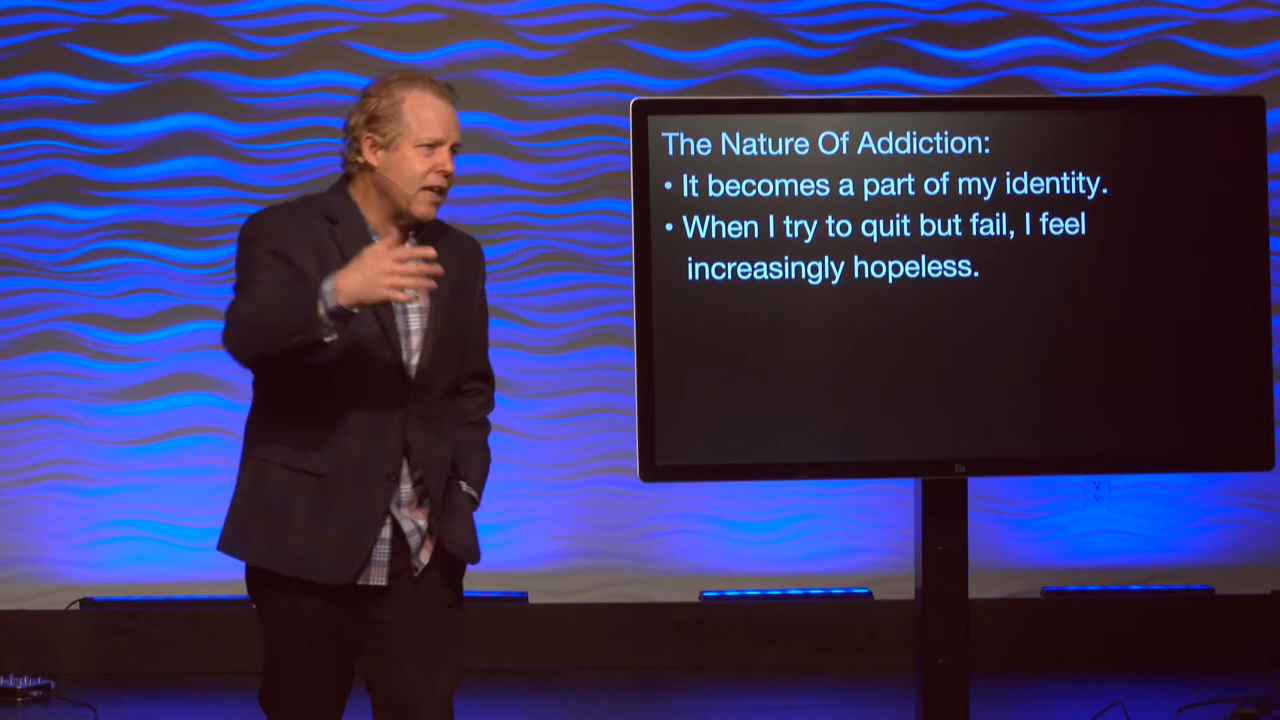 The Nature Of Addiction:
• It becomes a part of my identity.
• When I try to quit but fail, I feel
increasingly hopeless.